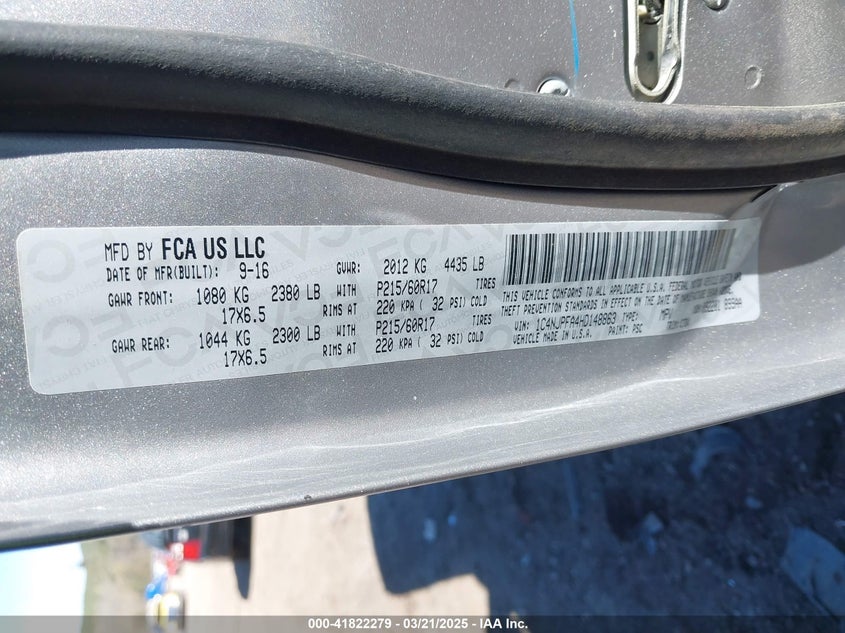 MFD BY FCA US LLC
DATE OF MFR(BUILT): 9-16 GVWR: 2012 KG 4435 LB
GAWR FRONT: 1080 KG 2380 LB WITH P215/60R17 TIRES
17X6.5 RIMS AT 220 KPA ( 32 PSI) COLD
GAWR REAR: 1044 KG 2300 LB WITH P215/60R17 TIRES
17X6.5 RIMS AT 220 KPA ( 32 PSI) COLD
THIS VEHICLE CONFORMS TO ALL APPLICABLE U.S.A. FEDERAL MOTOR VEHICLE SAFETY AND
THEFT PREVENTION STANDARDS IN EFFECT ON THE DATE OF MANUFACTURE SHOWN ABOVE.
VIN: 1C4NJPFA4HD148863 TYPE: MPV
VEHICLE MADE IN U.S.A. PAINT: PSC TRIM:
000-41822279 - 03/21/2025 - IAA Inc.